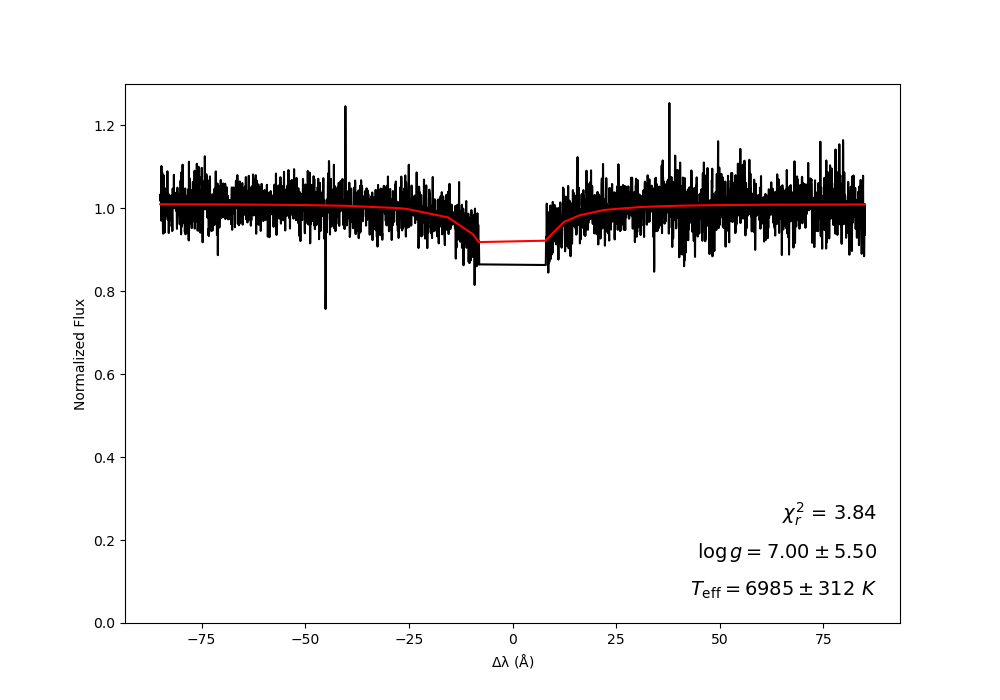 1.2
1.0
0.8
0.6
0.4
0.2
0.0
Normalized Flux
χ²ᵣ = 3.84
log g = 7.00 ± 5.50
T_eff = 6985 ± 312 K
−75
−50
−25
0
25
50
75
Δλ (Å)